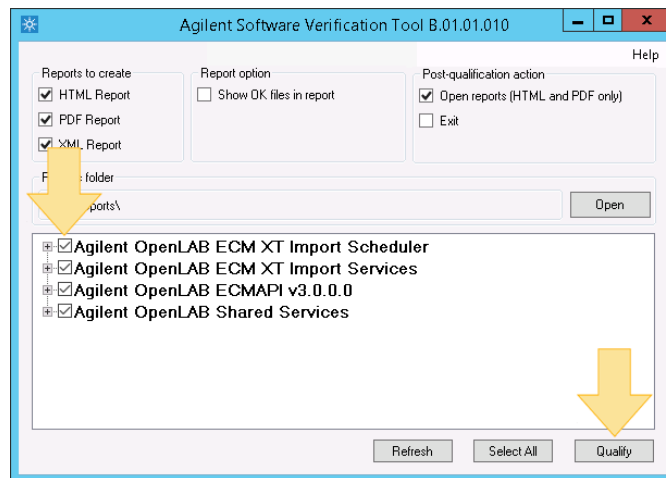 Agilent Software Verification Tool B.01.01.010
Help
Reports to create
Report option
Post-qualification action
HTML Report
Show OK files in report
Open reports (HTML and PDF only)
PDF Report
Exit
XML Report
folder
Open
Agilent OpenLAB ECM XT Import Scheduler
Agilent OpenLAB ECM XT Import Services
Agilent OpenLAB ECMAPI v3.0.0.0
Agilent OpenLAB Shared Services
Refresh
Select All
Qualify